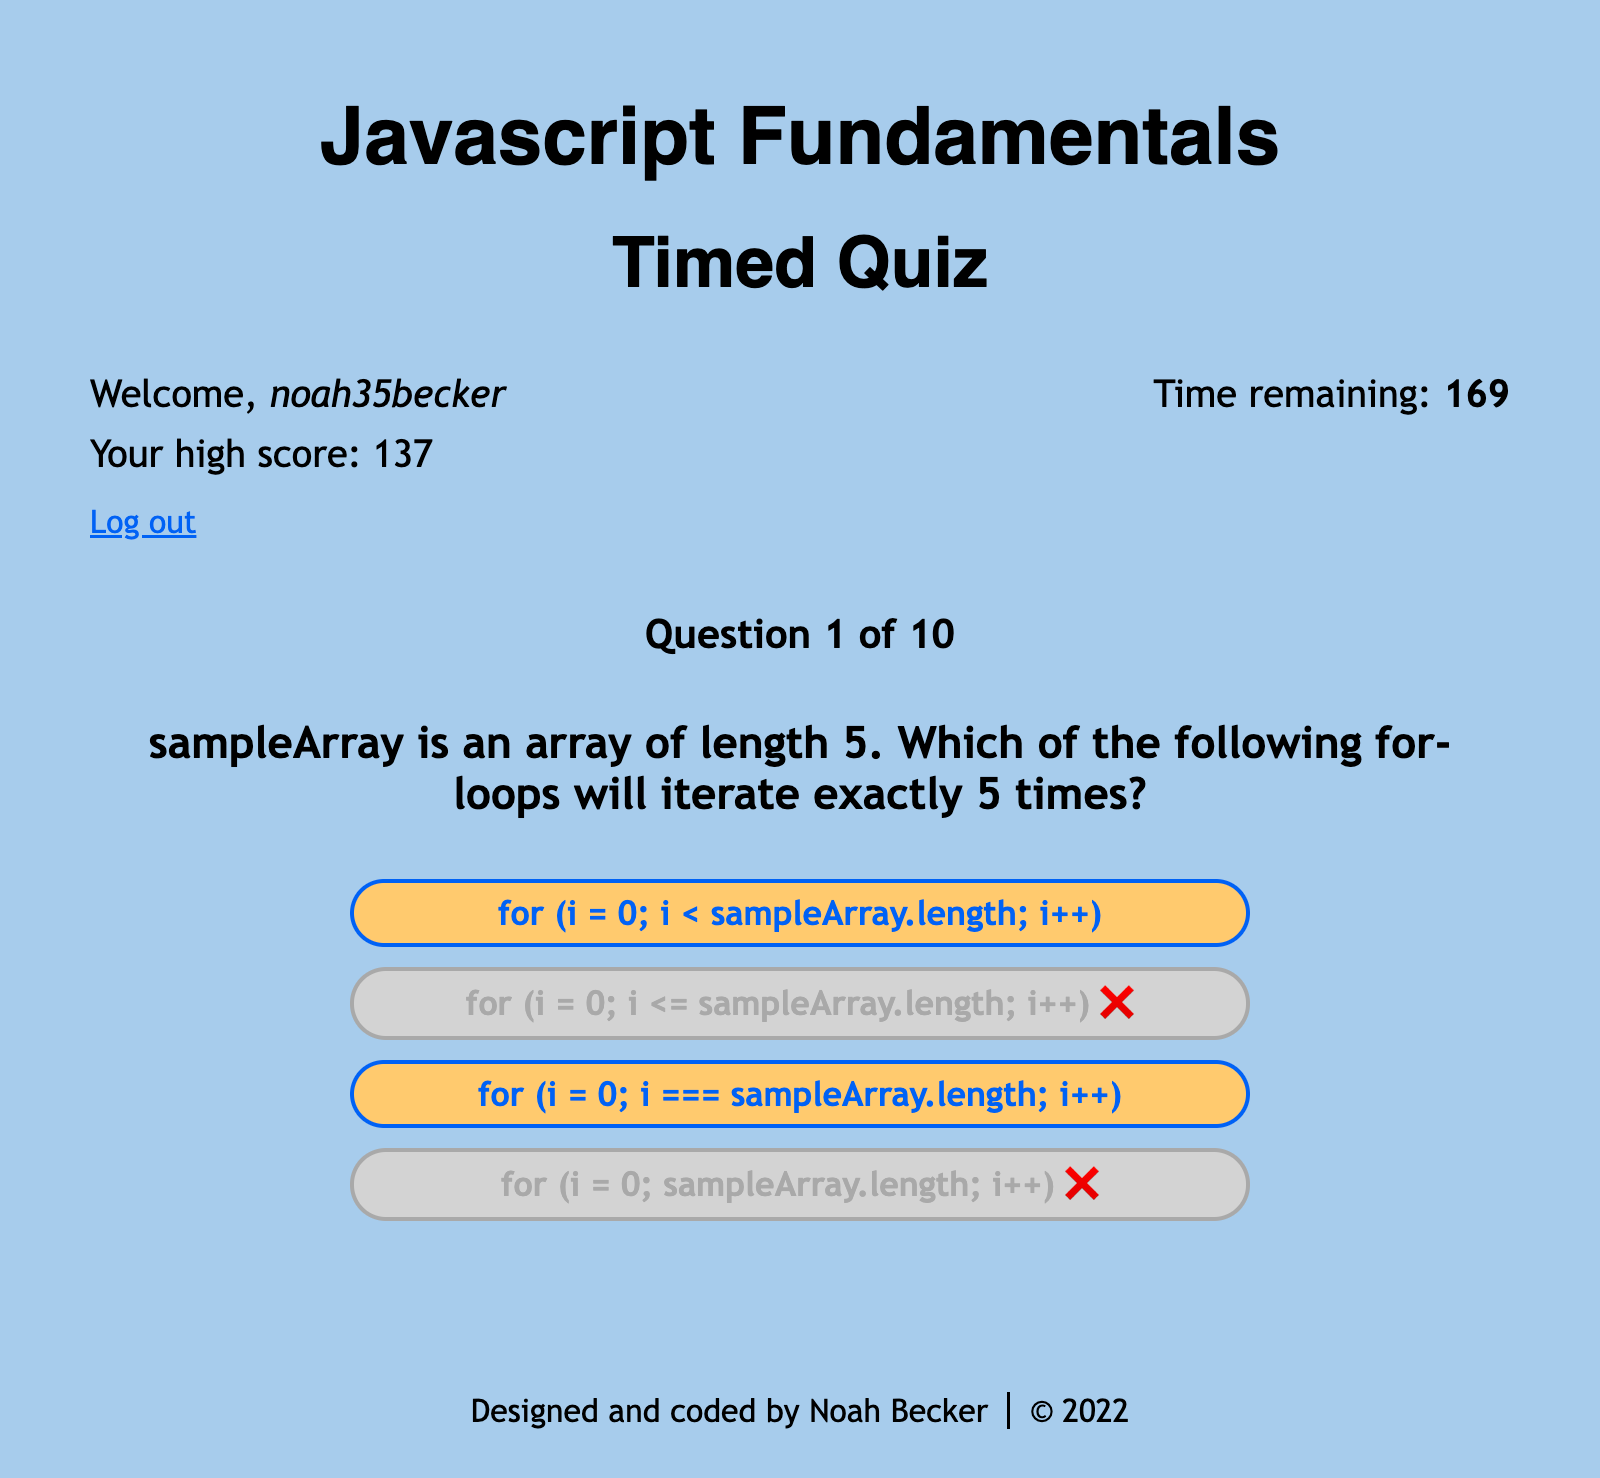 Javascript Fundamentals
Timed Quiz
Welcome, noah35becker
Time remaining: 169
Your high score: 137
Log out
Question 1 of 10
sampleArray is an array of length 5. Which of the following for-
loops will iterate exactly 5 times?
for (i = 0; i < sampleArray.length; i++)
for (i = 0; i <= sampleArray.length; i++) ❌
for (i = 0; i === sampleArray.length; i++)
for (i = 0; sampleArray.length; i++) ❌
Designed and coded by Noah Becker | © 2022